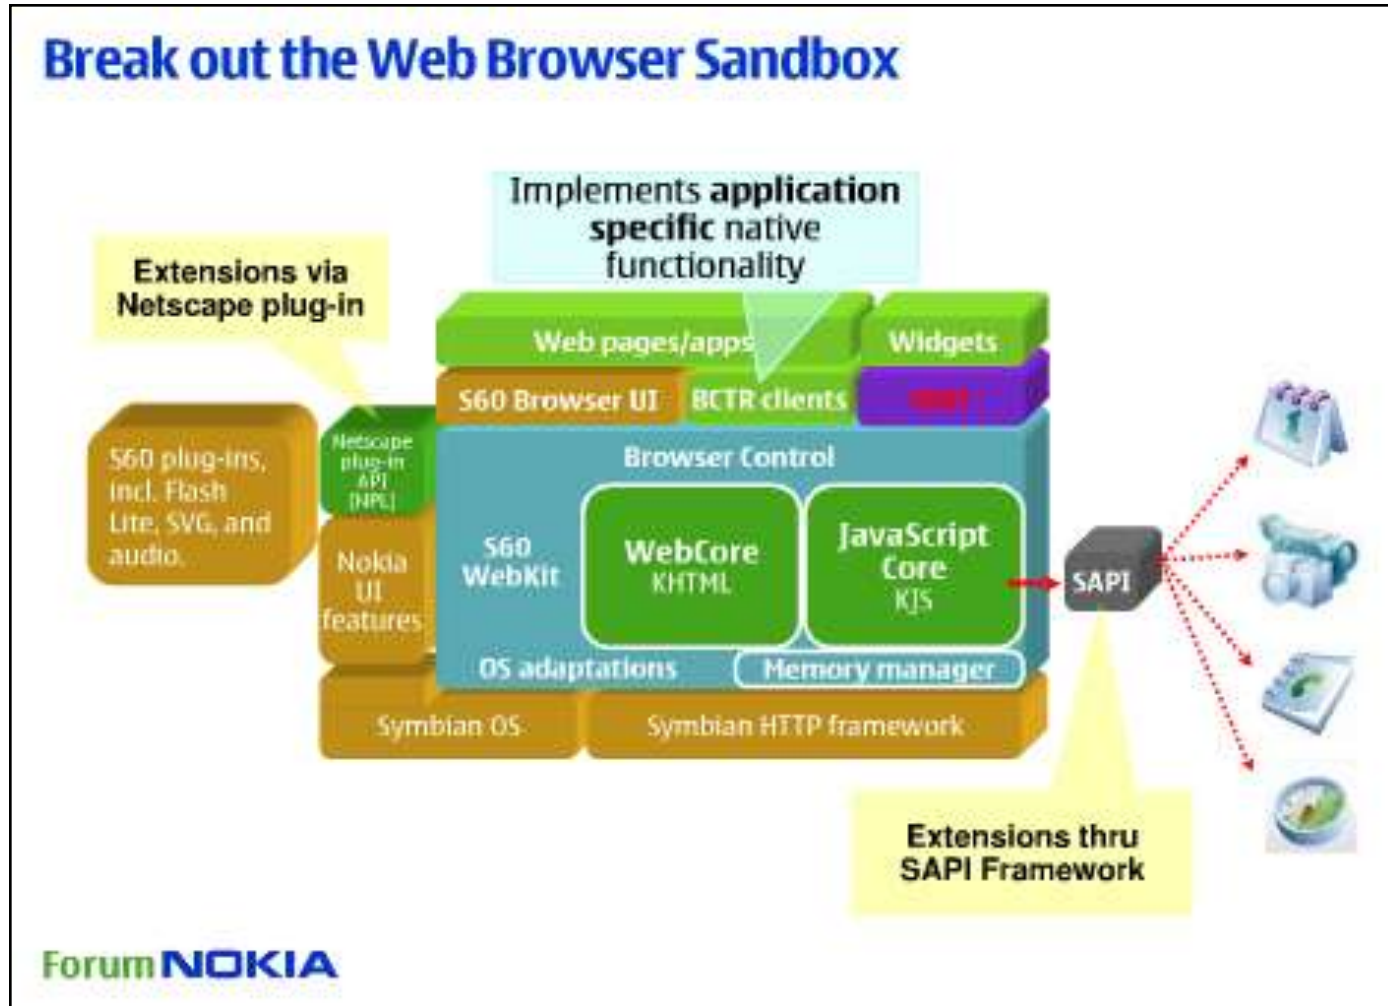 Break out the Web Browser Sandbox
Implements application
specific native
functionality
Extensions via
Netscape plug-in
Web pages/apps
Widgets
S60 Browser UI
BCTR clients
Netscape
plug-in
API
[NPL]
S60 plug-ins,
incl. Flash
Lite, SVG, and
audio.
Browser Control
S60
WebKit
WebCore
KHTML
JavaScript
Core
KJS
SAPI
Nokia
UI
features
OS adaptations
Memory manager
Symbian OS
Symbian HTTP framework
Extensions thru
SAPI Framework
Forum NOKIA